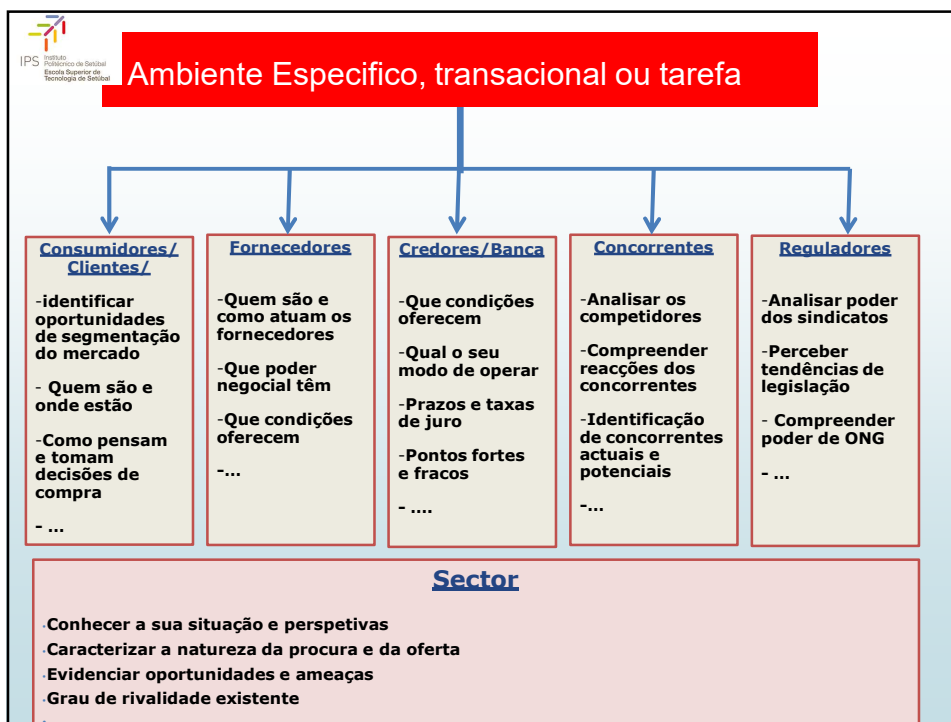 IPS Instituto
Politécnico de Setúbal
Escola Superior de
Tecnologia de Setúbal
Ambiente Especifico, transacional ou tarefa
Consumidores/
Clientes/
-identificar
oportunidades
de segmentação
do mercado
- Quem são e
onde estão
-Como pensam
e tomam
decisões de
compra
- ...
Fornecedores
-Quem são e
como atuam os
fornecedores
-Que poder
negocial têm
-Que condições
oferecem
-...
Credores/Banca
-Que condições
oferecem
-Qual o seu
modo de operar
-Prazos e taxas
de juro
-Pontos fortes
e fracos
- ....
Concorrentes
-Analisar os
competidores
-Compreender
reacções dos
concorrentes
-Identificação
de concorrentes
actuais e
potenciais
-...
Reguladores
-Analisar poder
dos sindicatos
-Perceber
tendências de
legislação
- Compreender
poder de ONG
- ...
Sector
·Conhecer a sua situação e perspetivas
·Caracterizar a natureza da procura e da oferta
·Evidenciar oportunidades e ameaças
·Grau de rivalidade existente